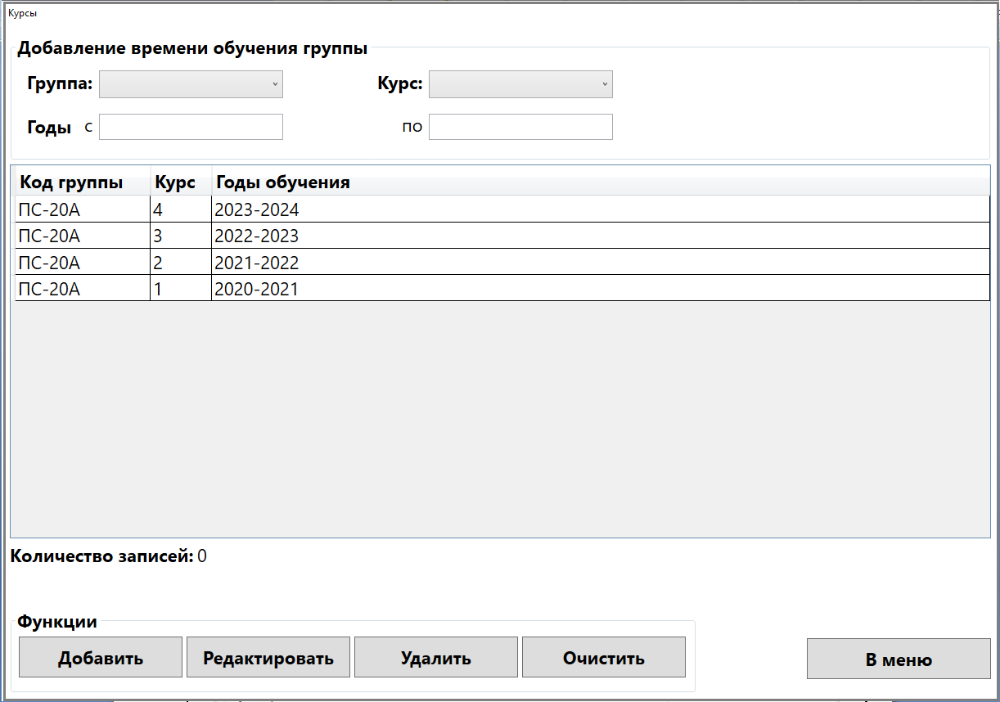 Курсы
Добавление времени обучения группы
Группа: Курс:
Годы с по
Код группы Курс Годы обучения
ПС-20А 4 2023-2024
ПС-20А 3 2022-2023
ПС-20А 2 2021-2022
ПС-20А 1 2020-2021
Количество записей: 0
Функции
Добавить Редактировать Удалить Очистить В меню